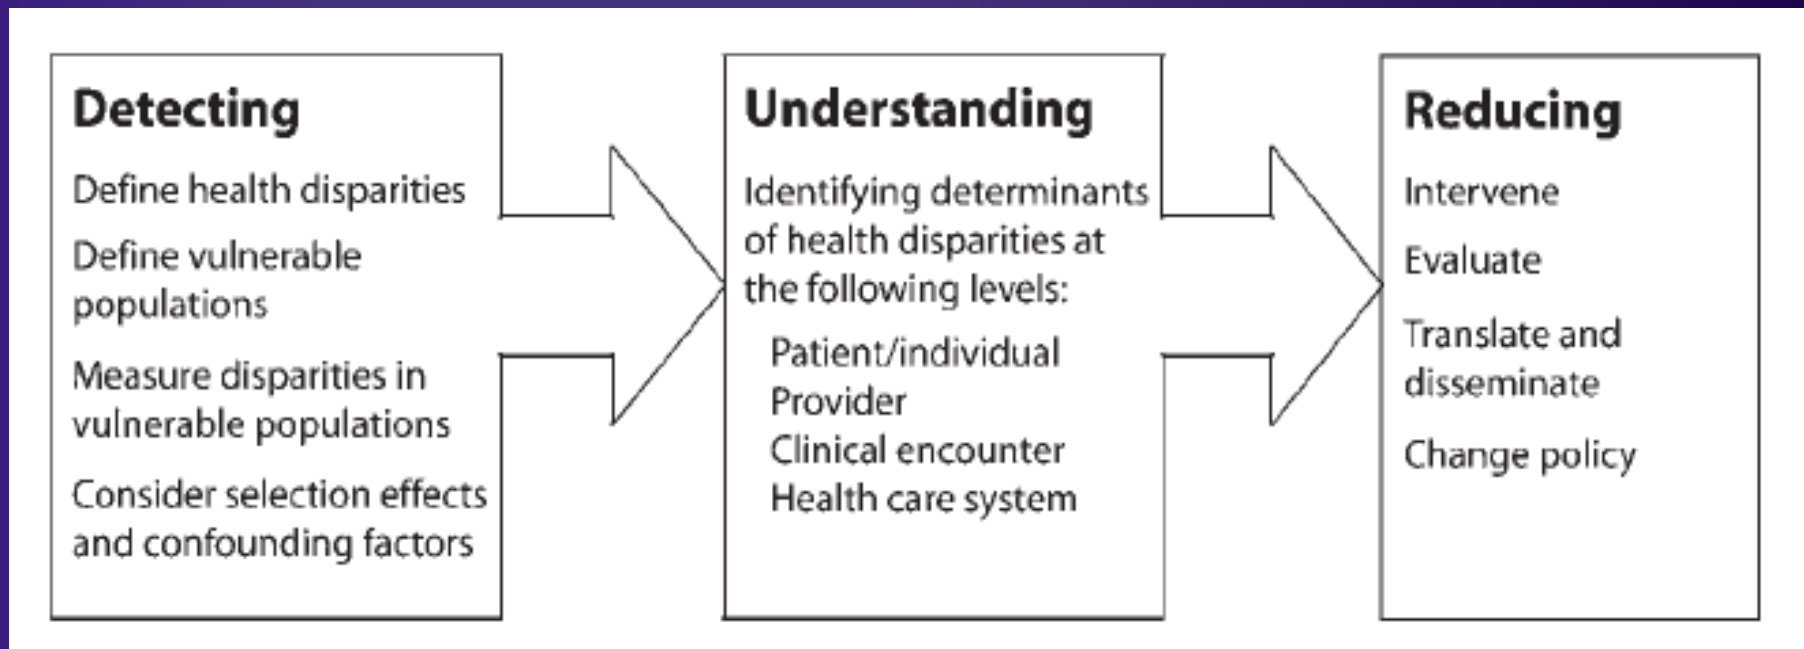 Detecting
Define health disparities
Define vulnerable
populations
Measure disparities in
vulnerable populations
Consider selection effects
and confounding factors
Understanding
Identifying determinants
of health disparities at
the following levels:
Patient/individual
Provider
Clinical encounter
Health care system
Reducing
Intervene
Evaluate
Translate and
disseminate
Change policy